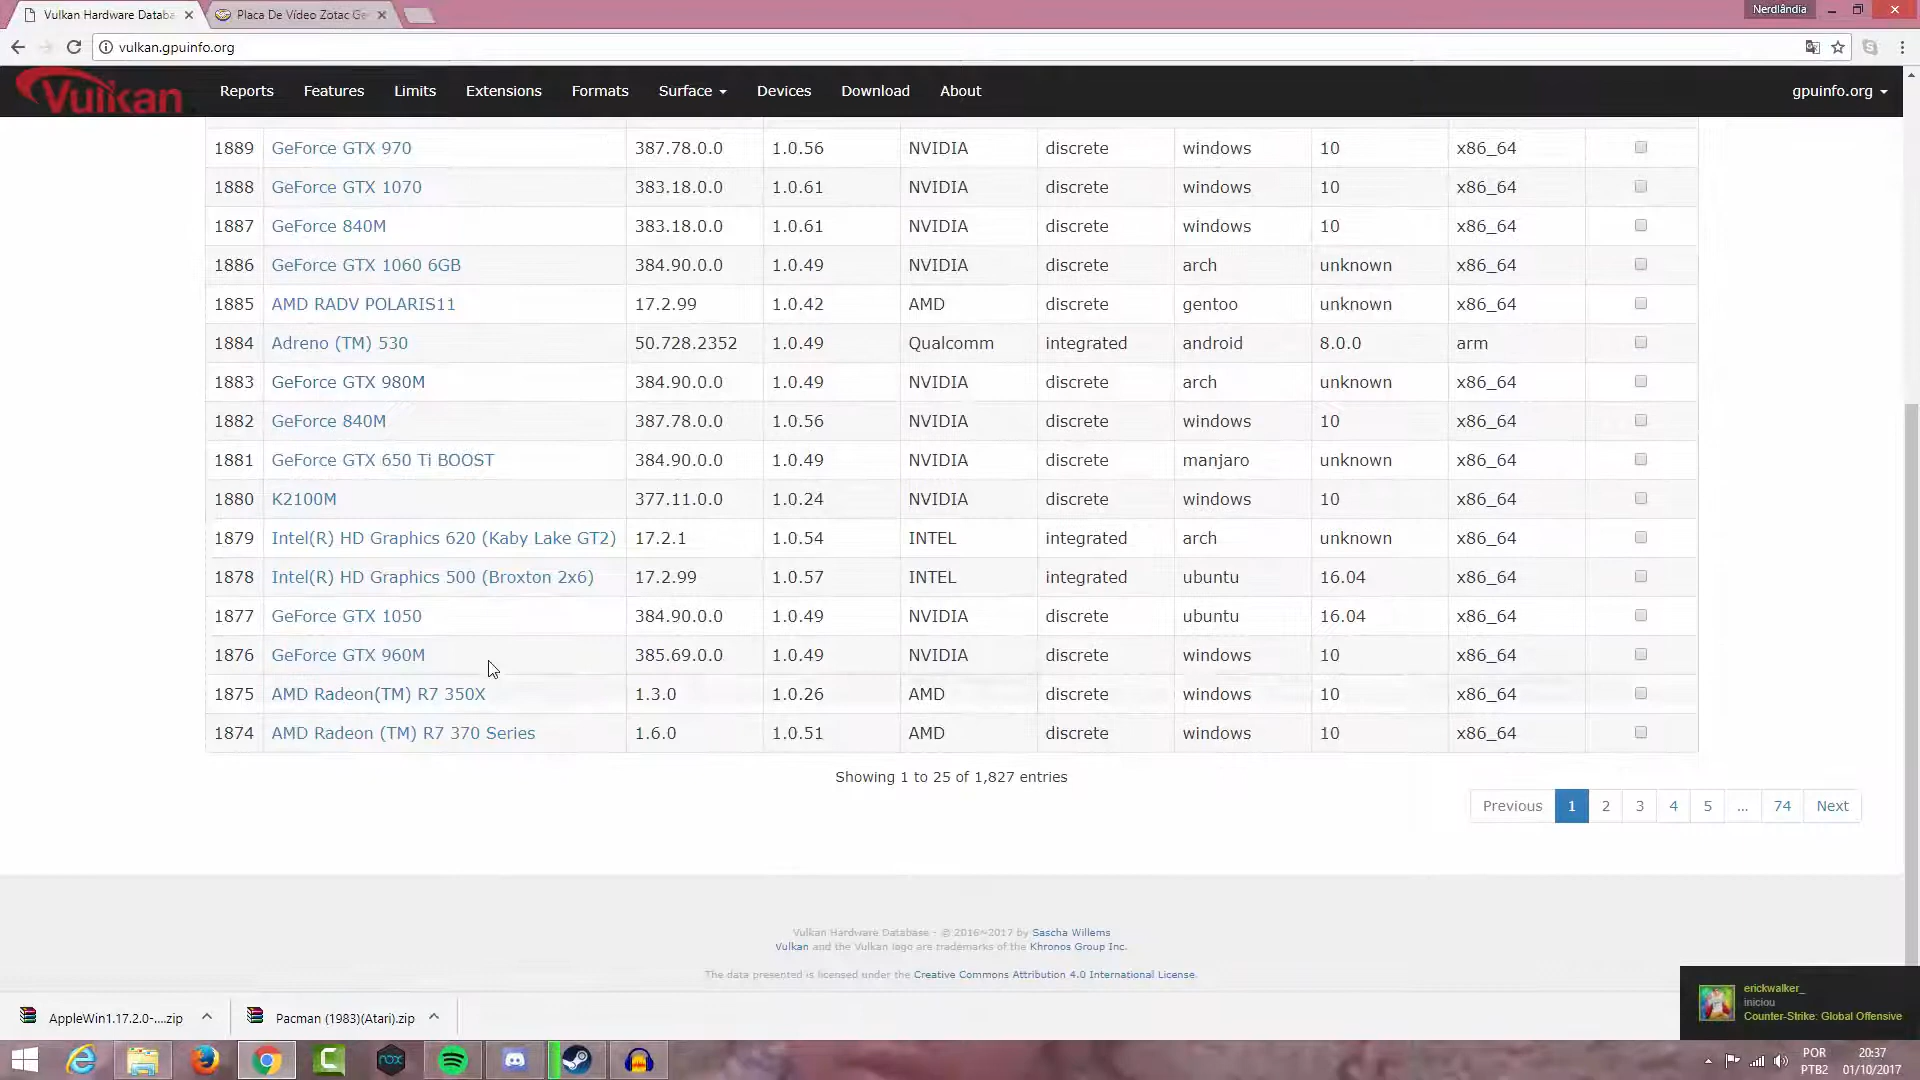 Vulkan Hardware Databa
Placa De Vídeo Zotac Ge
Nerdlândia
vulkan.gpuinfo.org
Vulkan Reports Features Limits Extensions Formats Surface Devices Download About gpuinfo.org
1889 GeForce GTX 970 387.78.0.0 1.0.56 NVIDIA discrete windows 10 x86_64
1888 GeForce GTX 1070 383.18.0.0 1.0.61 NVIDIA discrete windows 10 x86_64
1887 GeForce 840M 383.18.0.0 1.0.61 NVIDIA discrete windows 10 x86_64
1886 GeForce GTX 1060 6GB 384.90.0.0 1.0.49 NVIDIA discrete arch unknown x86_64
1885 AMD RADV POLARIS11 17.2.99 1.0.42 AMD discrete gentoo unknown x86_64
1884 Adreno (TM) 530 50.728.2352 1.0.49 Qualcomm integrated android 8.0.0 arm
1883 GeForce GTX 980M 384.90.0.0 1.0.49 NVIDIA discrete arch unknown x86_64
1882 GeForce 840M 387.78.0.0 1.0.56 NVIDIA discrete windows 10 x86_64
1881 GeForce GTX 650 Ti BOOST 384.90.0.0 1.0.49 NVIDIA discrete manjaro unknown x86_64
1880 K2100M 377.11.0.0 1.0.24 NVIDIA discrete windows 10 x86_64
1879 Intel(R) HD Graphics 620 (Kaby Lake GT2) 17.2.1 1.0.54 INTEL integrated arch unknown x86_64
1878 Intel(R) HD Graphics 500 (Broxton 2x6) 17.2.99 1.0.57 INTEL integrated ubuntu 16.04 x86_64
1877 GeForce GTX 1050 384.90.0.0 1.0.49 NVIDIA discrete ubuntu 16.04 x86_64
1876 GeForce GTX 960M 385.69.0.0 1.0.49 NVIDIA discrete windows 10 x86_64
1875 AMD Radeon(TM) R7 350X 1.3.0 1.0.26 AMD discrete windows 10 x86_64
1874 AMD Radeon (TM) R7 370 Series 1.6.0 1.0.51 AMD discrete windows 10 x86_64
Showing 1 to 25 of 1,827 entries
Previous 1 2 3 4 5 ... 74 Next
Vulkan Hardware Database - © 2016~2017 by Sascha Willems
Vulkan and the Vulkan logo are trademarks of the Khronos Group Inc.
The data presented is licensed under the Creative Commons Attribution 4.0 International License.
erickwalker_
iniciou
Counter-Strike: Global Offensive
AppleWin1.17.2.0-....zip
Pacman (1983)(Atari).zip
nox
POR
PTB2
20:37
01/10/2017